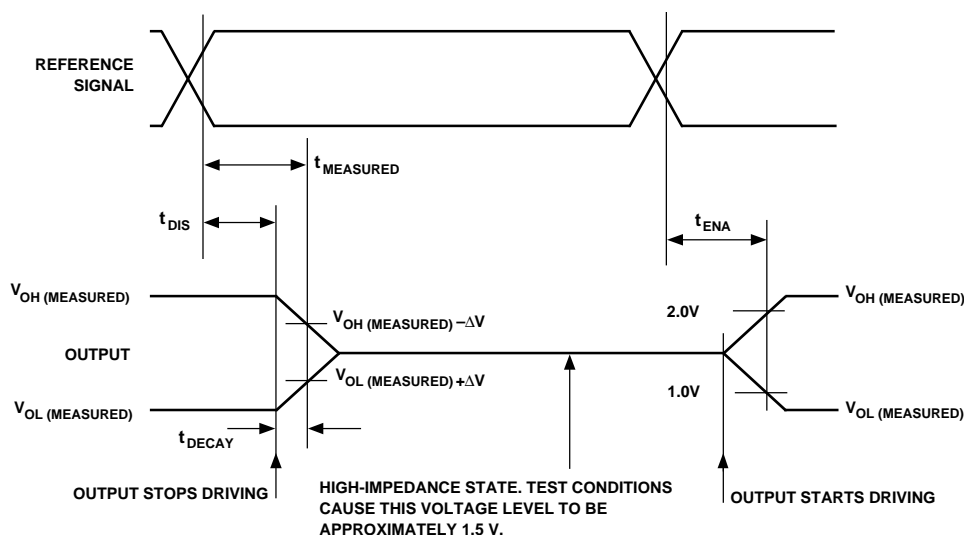 REFERENCE
SIGNAL
tMEASURED
tDIS
tENA
VOH (MEASURED)
VOH (MEASURED) –ΔV
2.0V
VOH (MEASURED)
OUTPUT
VOL (MEASURED) +ΔV
1.0V
VOL (MEASURED)
VOL (MEASURED)
tDECAY
OUTPUT STOPS DRIVING
HIGH-IMPEDANCE STATE. TEST CONDITIONS
CAUSE THIS VOLTAGE LEVEL TO BE
APPROXIMATELY 1.5 V.
OUTPUT STARTS DRIVING